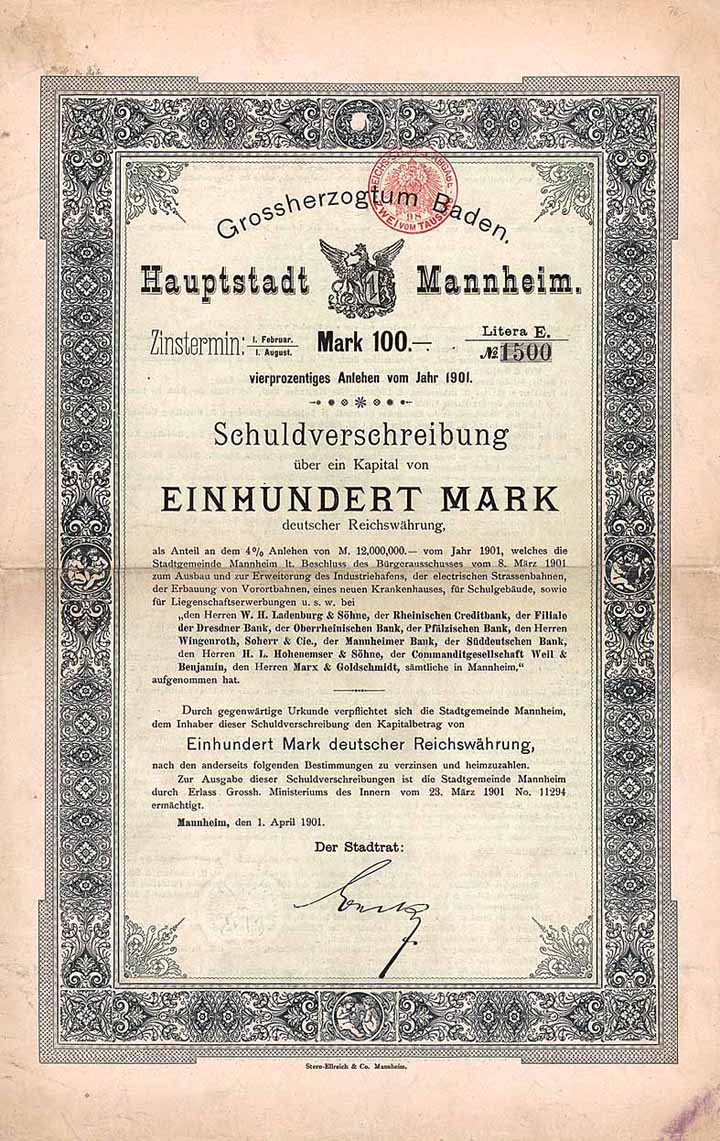 Grossherzogtum Baden.
Hauptstadt Mannheim.
Zinstermin: 1. Februar. 1. August. Mark 100.— Litera E.
№ 1500
vierprozentiges Anlehen vom Jahr 1901.
Schuldverschreibung
über ein Kapital von
EINHUNDERT MARK
deutscher Reichswährung,
als Anteil an dem 4% Anlehen von M. 12,000,000.— vom Jahr 1901, welches die
Stadtgemeinde Mannheim lt. Beschluss des Bürgerausschusses vom 8. März 1901
zum Ausbau und zur Erweiterung des Industriehafens, der electrischen Strassenbahnen,
der Erbauung von Vorortbahnen, eines neuen Krankenhauses, für Schulgebäude, sowie
für Liegenschaftserwerbungen u. s. w. bei
„den Herren W. H. Ladenburg & Söhne, der Rheinischen Creditbank, der Filiale
der Dresdner Bank, der Oberrheinischen Bank, der Pfälzischen Bank, den Herren
Wingenroth, Soherr & Cie., der Mannheimer Bank, der Süddeutschen Bank,
den Herren H. L. Hohenemser & Söhne, der Commanditgesellschaft Weil &
Benjamin, den Herren Marx & Goldschmidt, sämtliche in Mannheim,“
aufgenommen hat.
Durch gegenwärtige Urkunde verpflichtet sich die Stadtgemeinde Mannheim,
dem Inhaber dieser Schuldverschreibung den Kapitalbetrag von
Einhundert Mark deutscher Reichswährung,
nach den anderseits folgenden Bestimmungen zu verzinsen und heimzuzahlen.
Zur Ausgabe dieser Schuldverschreibungen ist die Stadtgemeinde Mannheim
durch Erlass Grossh. Ministeriums des Innern vom 23. März 1901 No. 11294
ermächtigt.
Mannheim, den 1. April 1901.
Der Stadtrat:
Stern-Ellreich & Co. Mannheim.